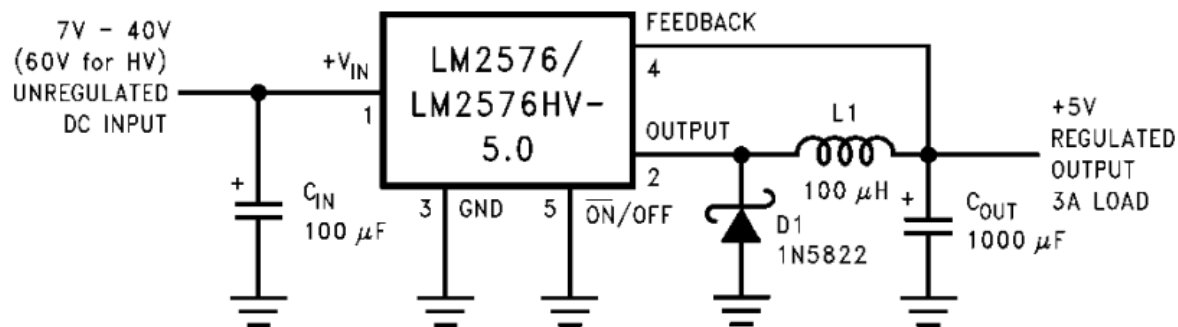 7V – 40V
(60V for HV)
UNREGULATED
DC INPUT
+VIN
1
CIN
100 μF
+
LM2576/
LM2576HV-
5.0
3
GND
5
O̅N̅/OFF
FEEDBACK
4
OUTPUT
2
L1
100 μH
D1
1N5822
+
COUT
1000 μF
+5V
REGULATED
OUTPUT
3A LOAD